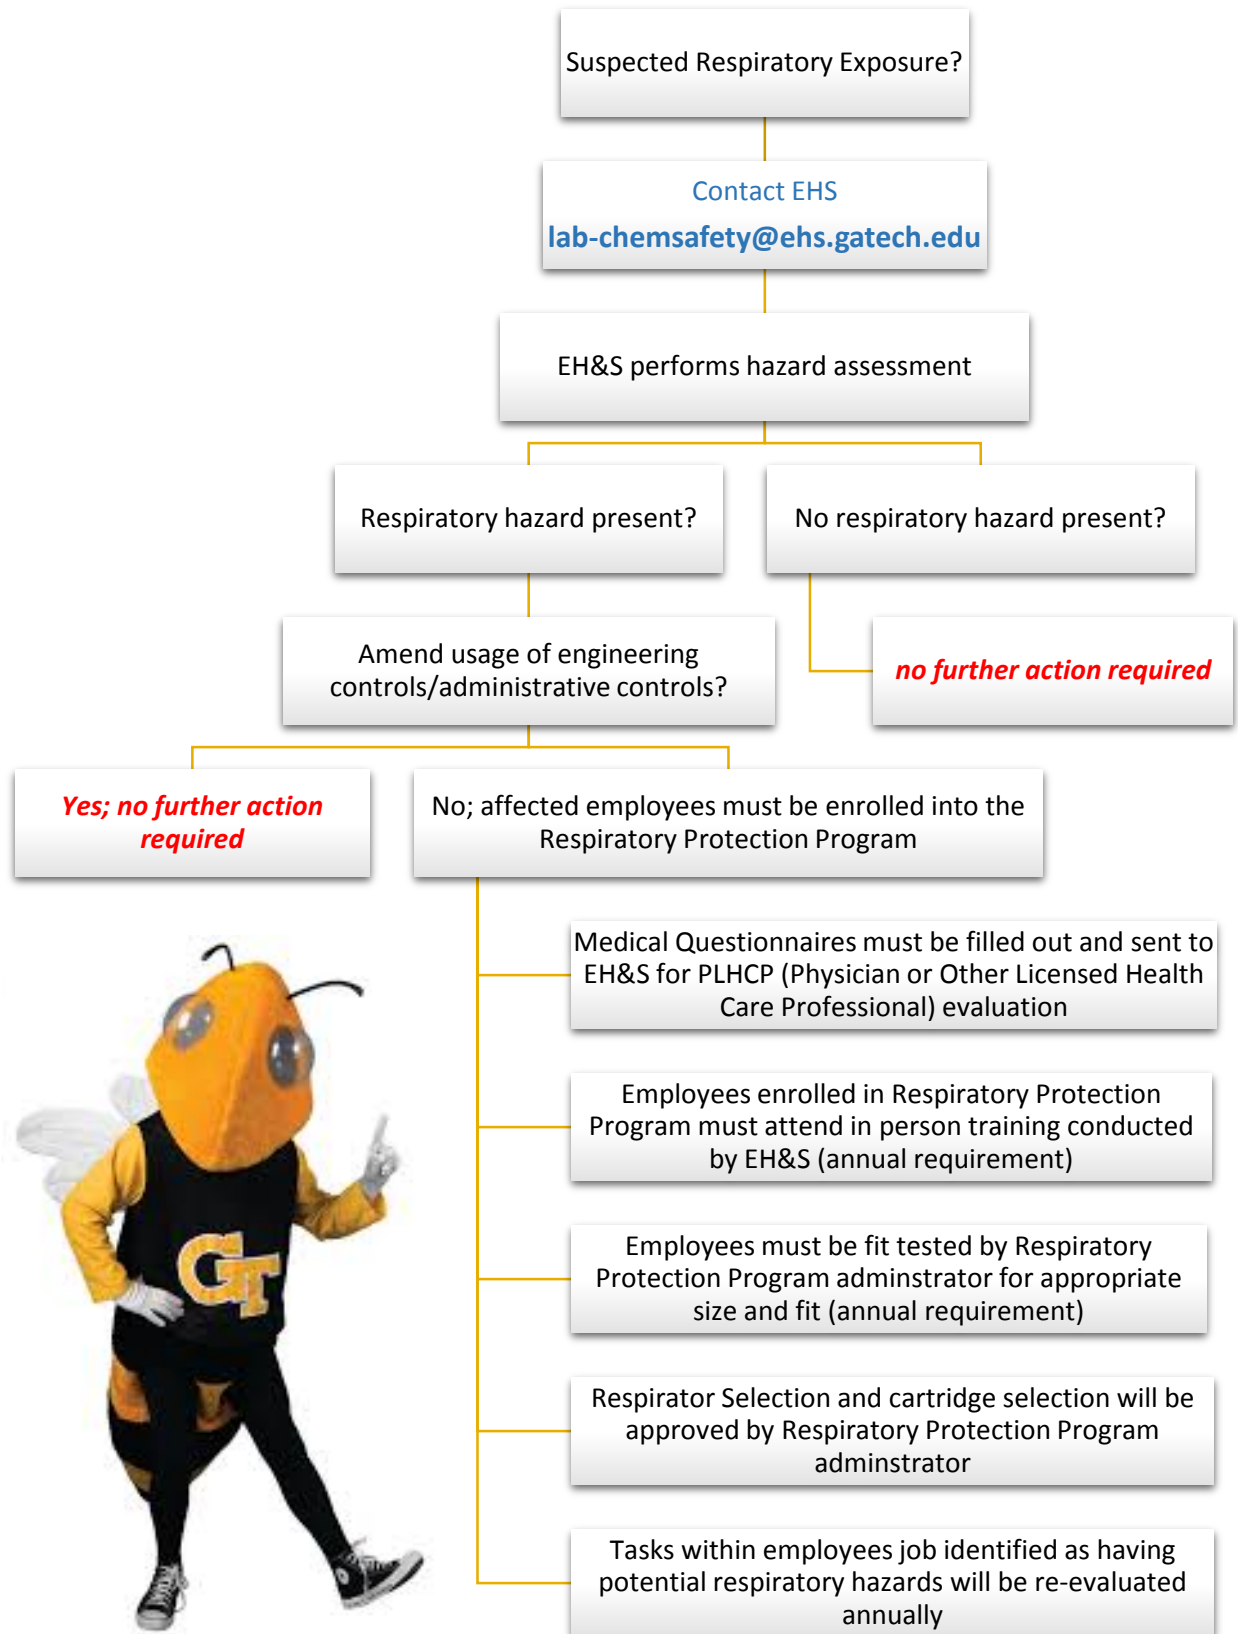 Suspected Respiratory Exposure?
Contact EHS
lab-chemsafety@ehs.gatech.edu
EH&S performs hazard assessment
Respiratory hazard present?
No respiratory hazard present?
Amend usage of engineering
controls/administrative controls?
no further action required
Yes; no further action
required
No; affected employees must be enrolled into the
Respiratory Protection Program
Medical Questionnaires must be filled out and sent to
EH&S for PLHCP (Physician or Other Licensed Health
Care Professional) evaluation
Employees enrolled in Respiratory Protection
Program must attend in person training conducted
by EH&S (annual requirement)
Employees must be fit tested by Respiratory
Protection Program adminstrator for appropriate
size and fit (annual requirement)
Respirator Selection and cartridge selection will be
approved by Respiratory Protection Program
adminstrator
Tasks within employees job identified as having
potential respiratory hazards will be re-evaluated
annually
GT